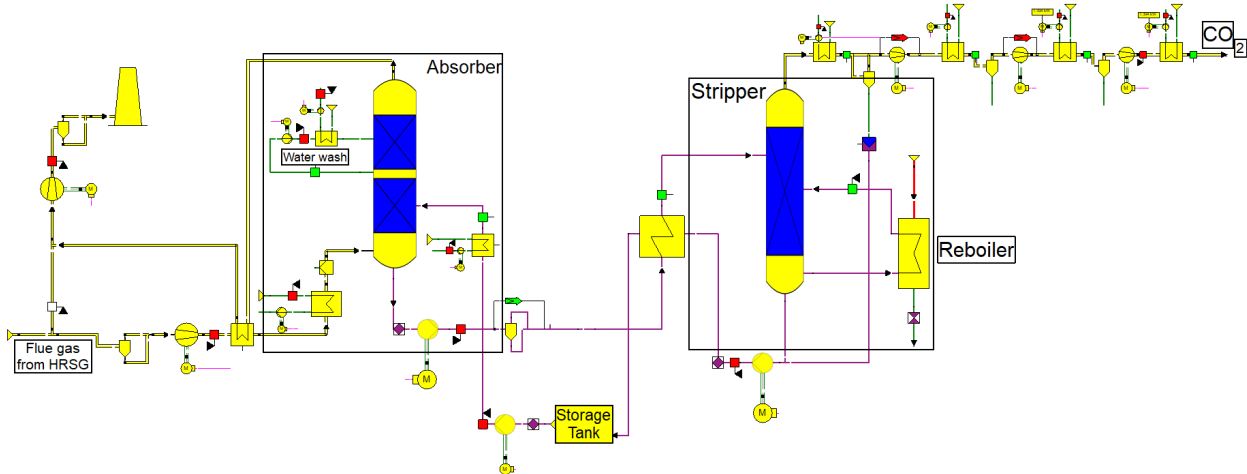 CO2
Absorber
Stripper
Water wash
Reboiler
Flue gas
from HRSG
Storage
Tank
M
M
M
M
M
M
M
M
M